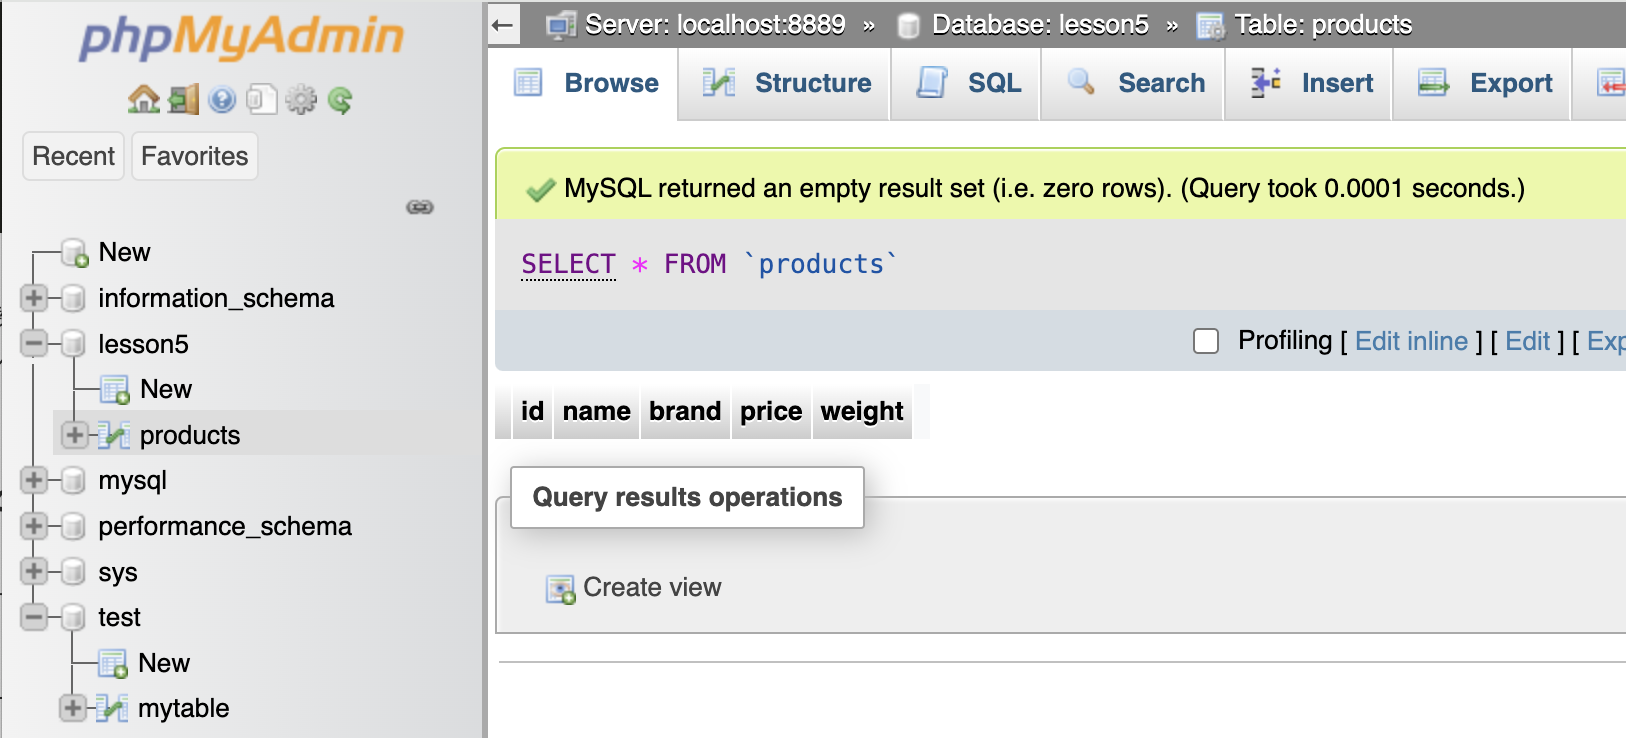 phpMyAdmin
Recent Favorites
New
information_schema
lesson5
New
products
mysql
performance_schema
sys
test
New
mytable
Server: localhost:8889 » Database: lesson5 » Table: products
Browse Structure SQL Search Insert Export
MySQL returned an empty result set (i.e. zero rows). (Query took 0.0001 seconds.)
SELECT * FROM `products`
Profiling [ Edit inline ] [ Edit ] [ Exp
id name brand price weight
Query results operations
Create view